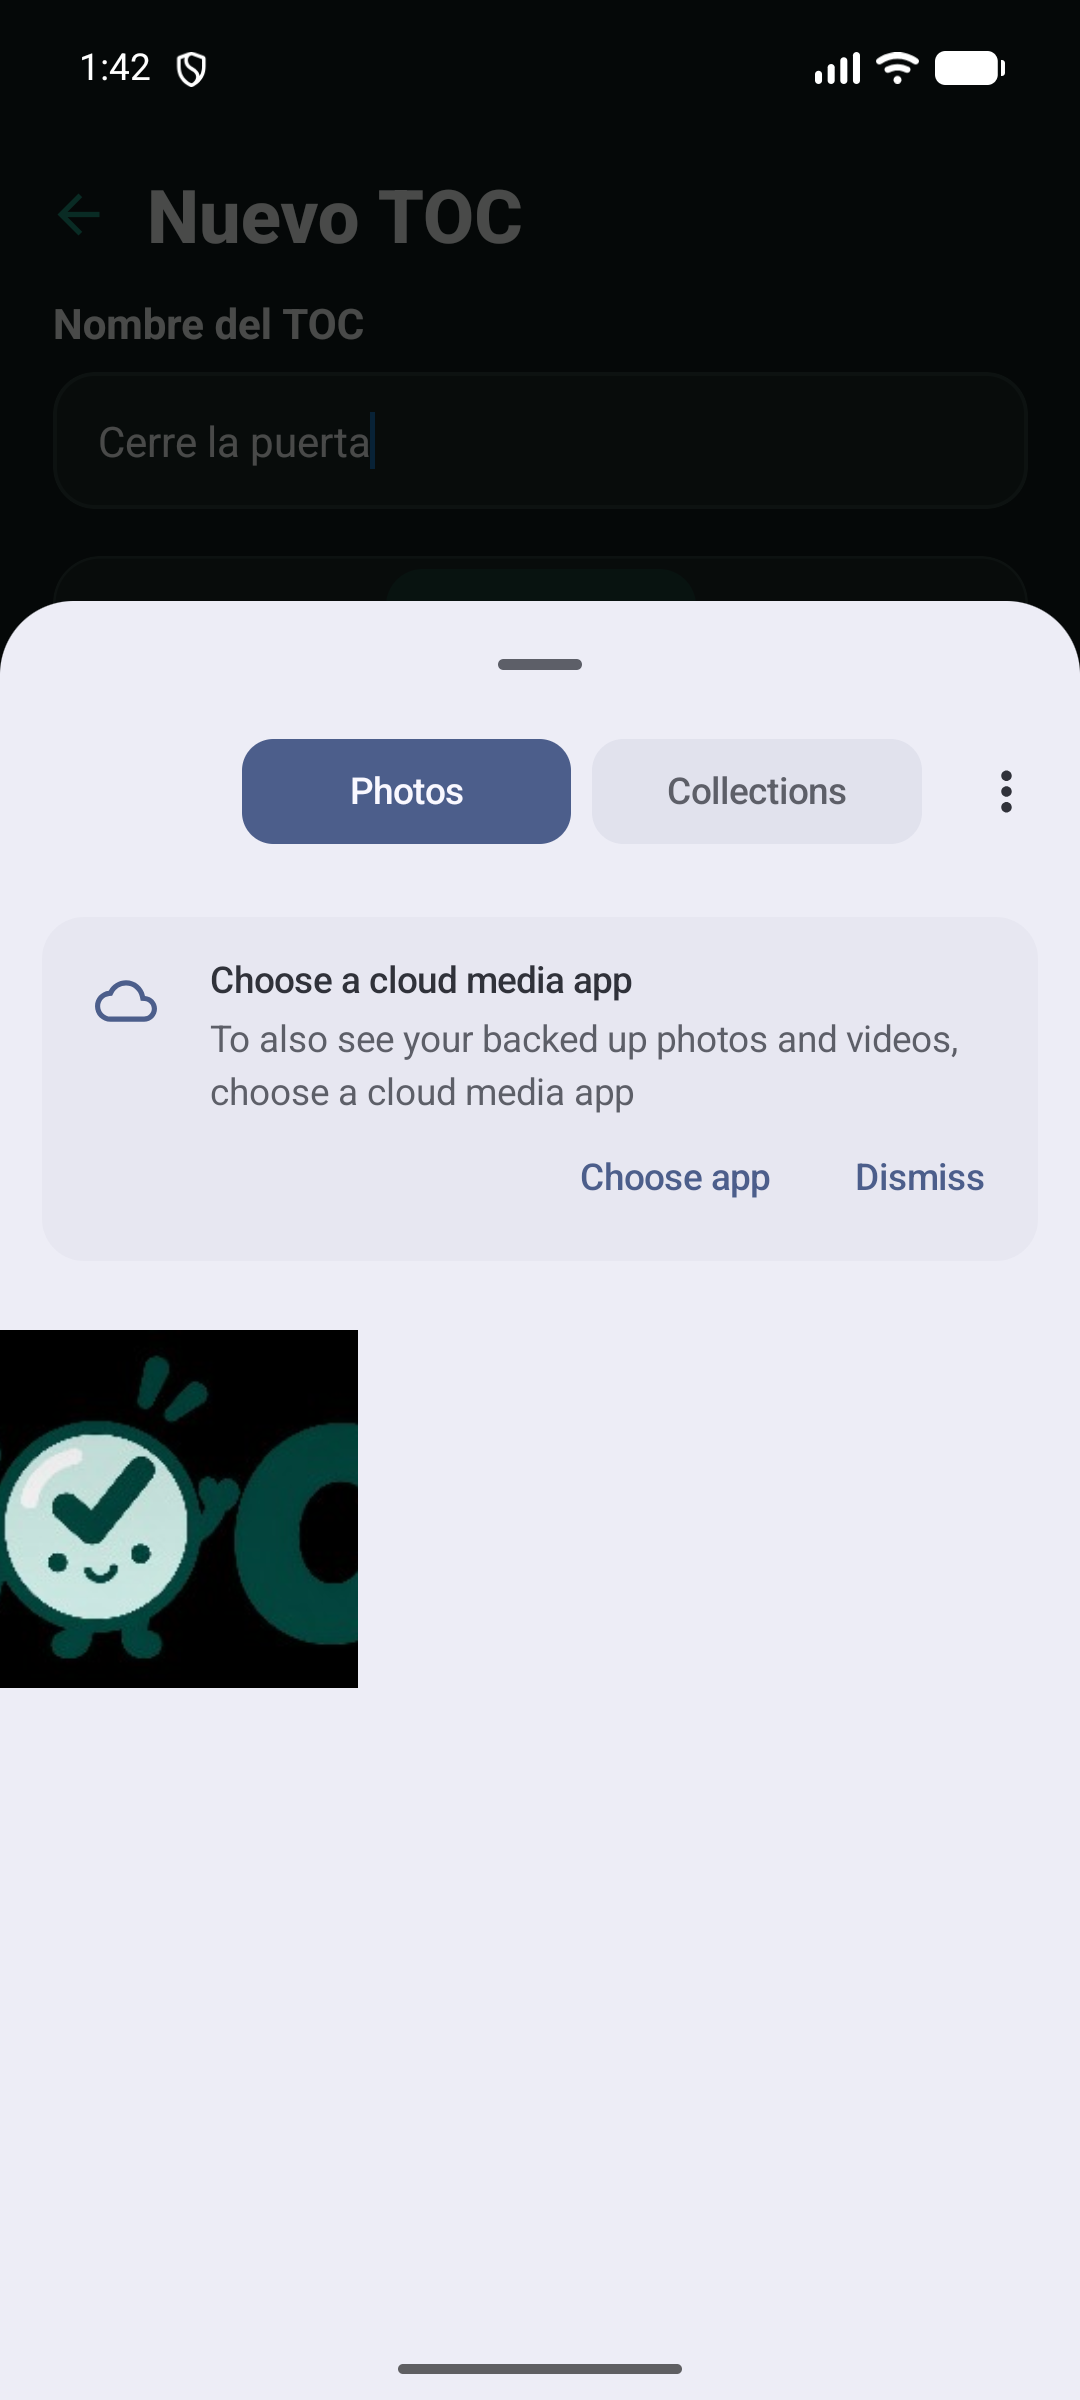 1:42
Nuevo TOC
Nombre del TOC
Cerre la puerta
Photos
Collections
Choose a cloud media app
To also see your backed up photos and videos,
choose a cloud media app
Choose app
Dismiss